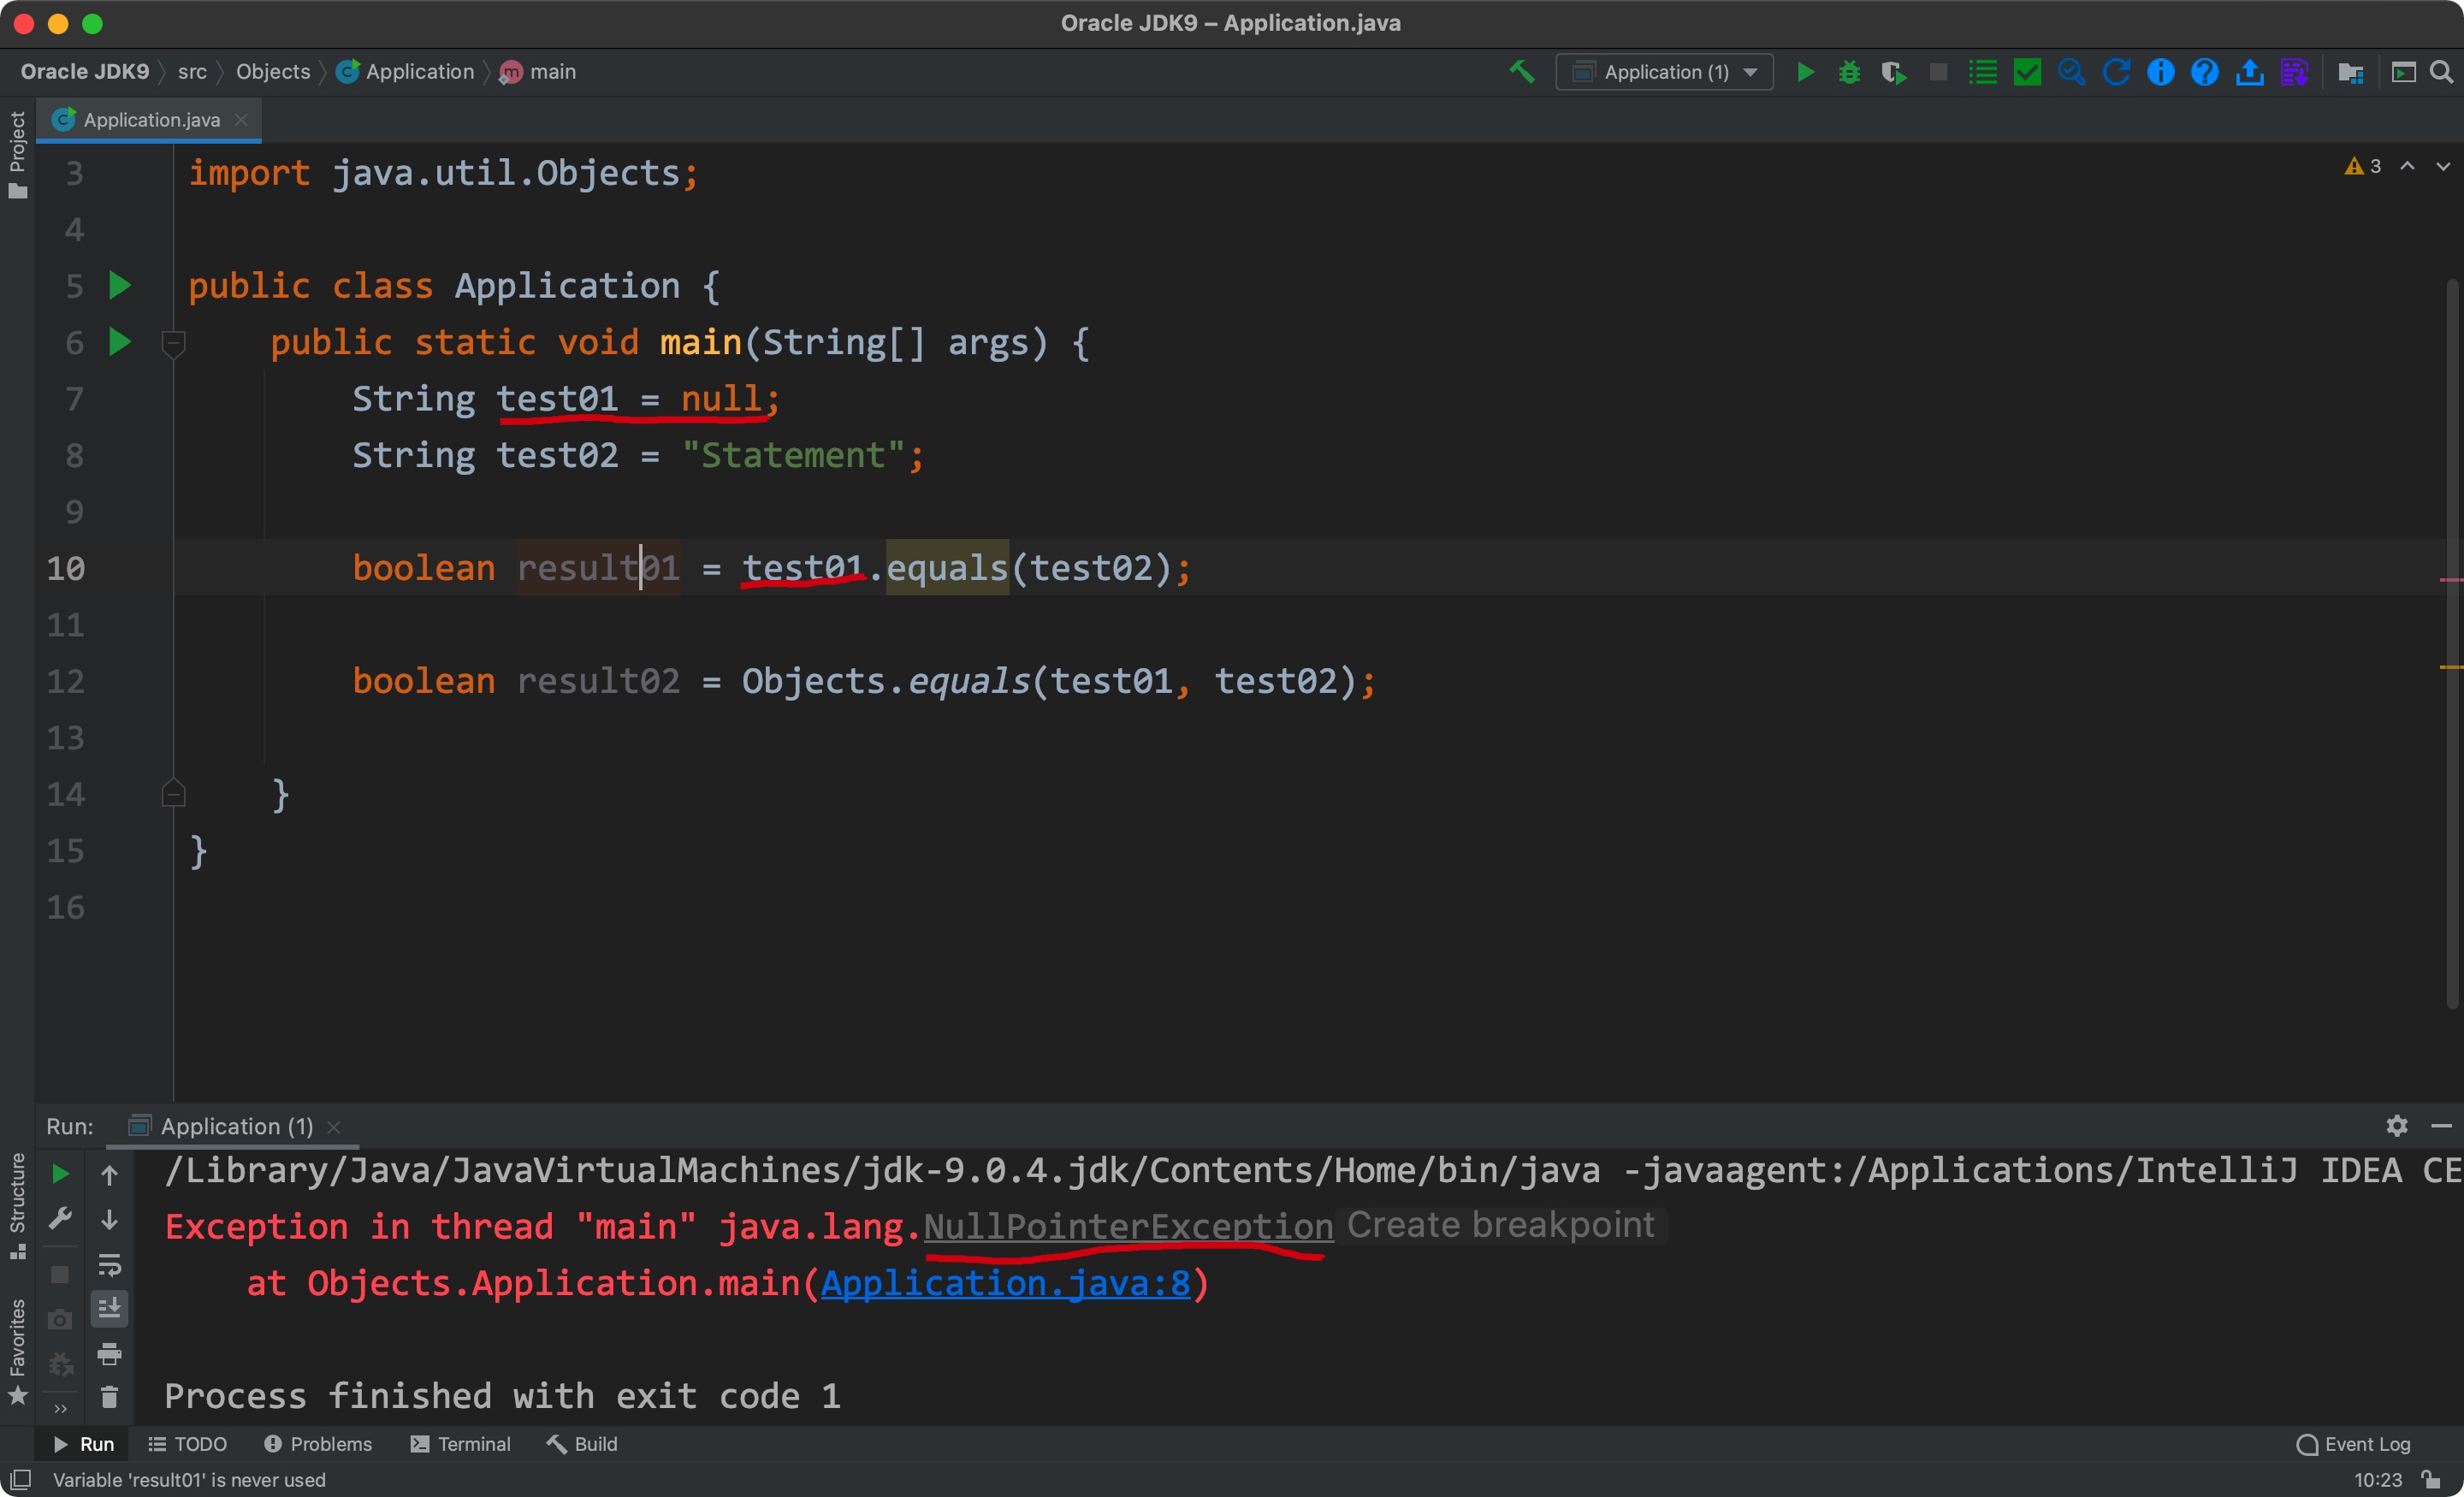 Oracle JDK9 – Application.java
Oracle JDK9 src Objects Application main
Application (1)
Project
Application.java
3
3 import java.util.Objects;
4
5 public class Application {
6 public static void main(String[] args) {
7 String test01 = null;
8 String test02 = "Statement";
9
10 boolean result01 = test01.equals(test02);
11
12 boolean result02 = Objects.equals(test01, test02);
13
14 }
15 }
16
Run: Application (1)
Structure
Favorites
/Library/Java/JavaVirtualMachines/jdk-9.0.4.jdk/Contents/Home/bin/java -javaagent:/Applications/IntelliJ IDEA CE
Exception in thread "main" java.lang.NullPointerException Create breakpoint
at Objects.Application.main(Application.java:8)
Process finished with exit code 1
Run TODO Problems Terminal Build Event Log
Variable 'result01' is never used 10:23